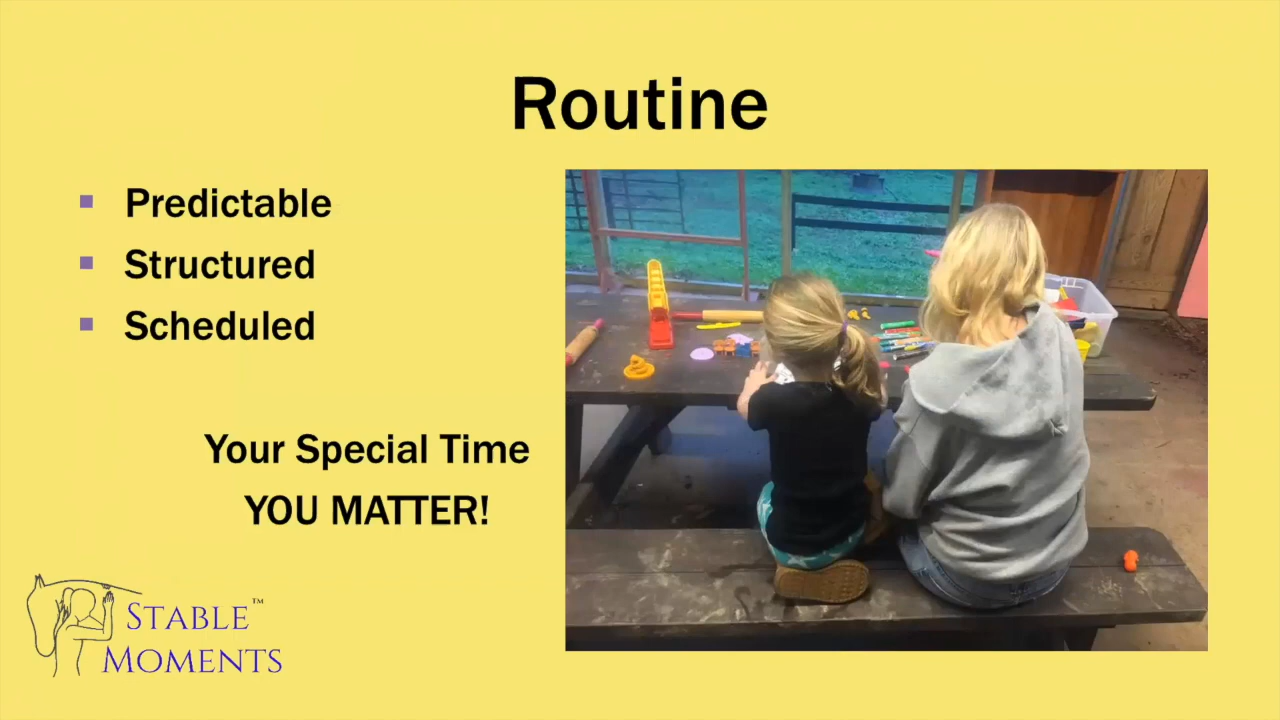 Routine
Predictable
Structured
Scheduled
Your Special Time
YOU MATTER!
STABLE™
MOMENTS